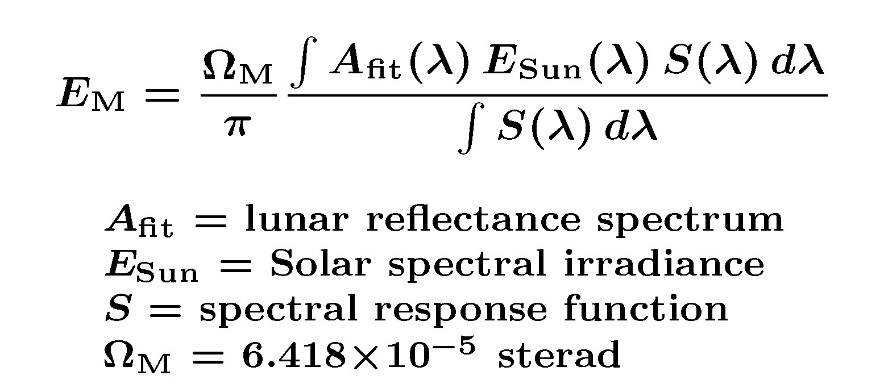 E_M = Ω_M/π ∫ A_fit(λ) E_Sun(λ) S(λ) dλ / ∫ S(λ) dλ
A_fit = lunar reflectance spectrum
E_Sun = Solar spectral irradiance
S = spectral response function
Ω_M = 6.418×10⁻⁵ sterad